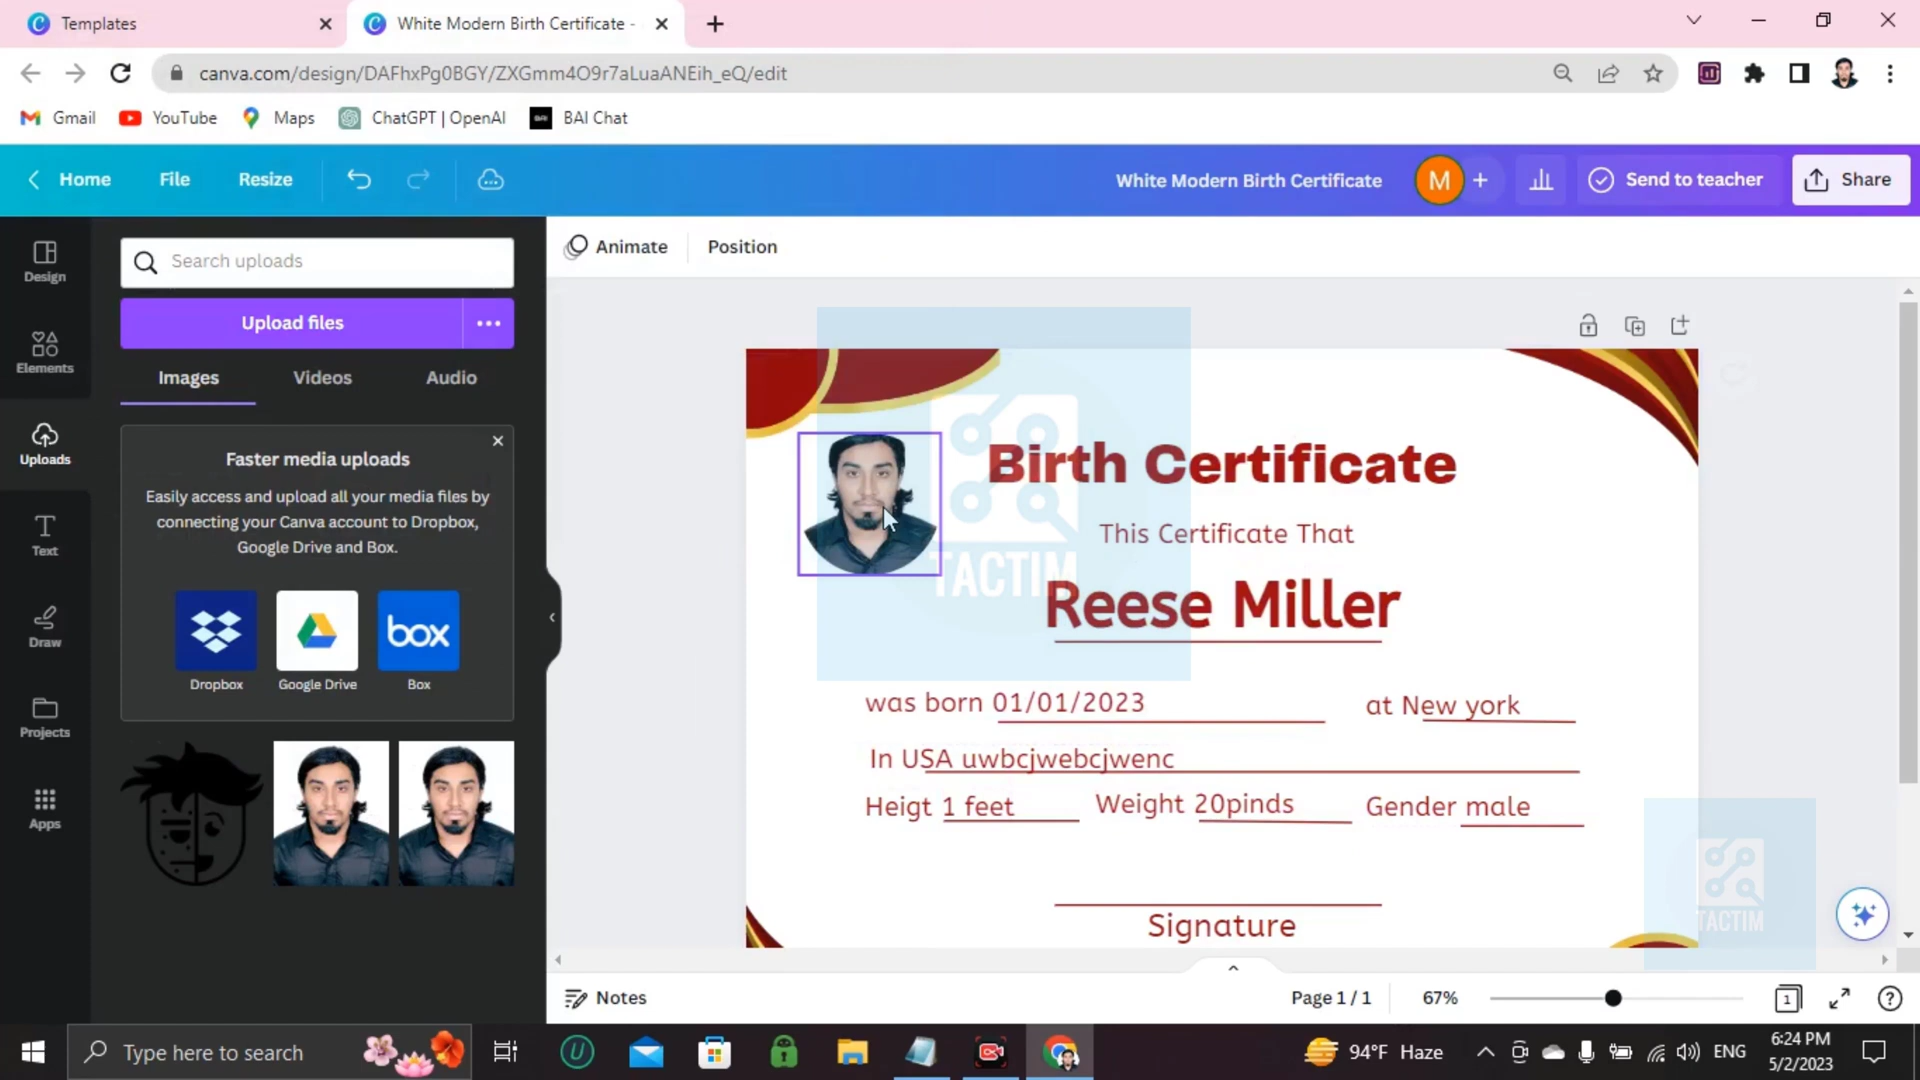 Templates
White Modern Birth Certificate -
canva.com/design/DAFhxPg0BGY/ZXGmm4O9r7aLuaANEih_eQ/edit
Gmail
YouTube
Maps
ChatGPT | OpenAI
BAI Chat
Home
File
Resize
White Modern Birth Certificate
M
Send to teacher
Share
Design
Elements
Uploads
Text
Draw
Projects
Apps
Search uploads
Upload files
Images
Videos
Audio
Faster media uploads
Easily access and upload all your media files by
connecting your Canva account to Dropbox,
Google Drive and Box.
box
Dropbox
Google Drive
Box
Animate
Position
Birth Certificate
This Certificate That
TACTIM
Reese Miller
was born 01/01/2023
at New york
In USA uwbcjwebcjwenc
Heigt 1 feet
Weight 20pinds
Gender male
TACTIM
Signature
Notes
Page 1 / 1
67%
1
Type here to search
94°F Haze
ENG
6:24 PM
5/2/2023